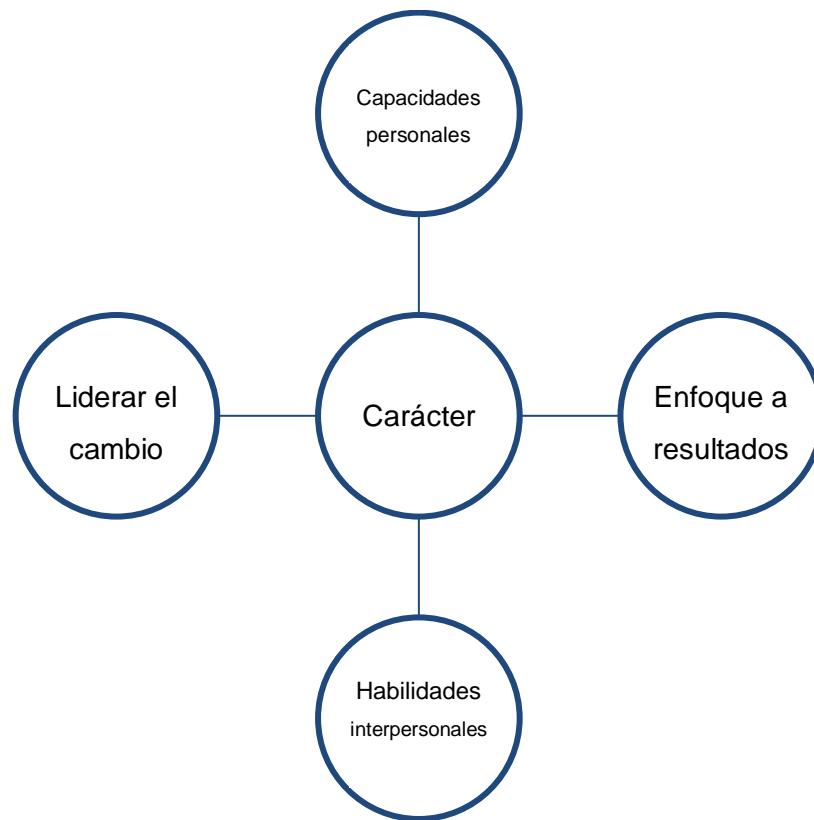 Capacidades
personales
Liderar el
cambio
Carácter
Enfoque a
resultados
Habilidades
interpersonales